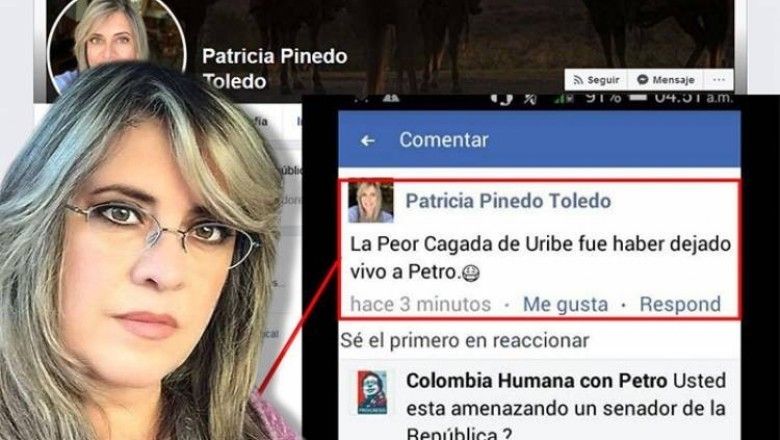 Patricia Pinedo
Toledo
Seguir
Mensaje
...
91% 04:51 a.m.
Comentar
Patricia Pinedo Toledo
La Peor Cagada de Uribe fue haber dejado
vivo a Petro.😷
hace 3 minutos · Me gusta · Respond
Sé el primero en reaccionar
Colombia Humana con Petro Usted
esta amenazando un senador de la
República ?